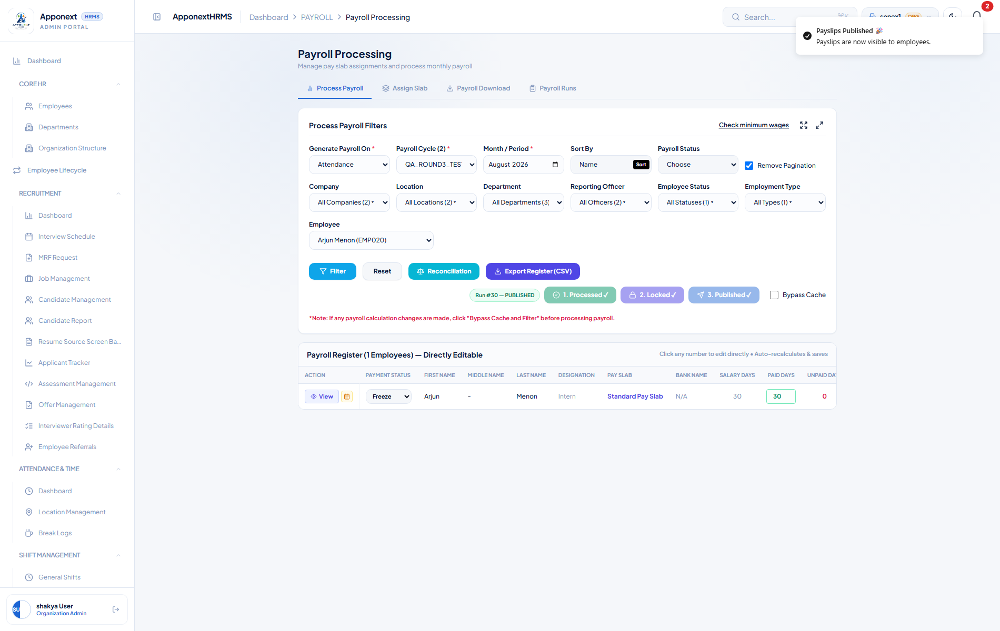 Apponext HRMS
ADMIN PORTAL
Dashboard
CORE HR
Employees
Departments
Organization Structure
Employee Lifecycle
RECRUITMENT
Dashboard
Interview Schedule
MRF Request
Job Management
Candidate Management
Candidate Report
Resume Source Screen Ba...
Applicant Tracker
Assessment Management
Offer Management
Interviewer Rating Details
Employee Referrals
ATTENDANCE & TIME
Dashboard
Location Management
Break Logs
SHIFT MANAGEMENT
General Shifts
SU
shakya User
Organization Admin
ApponextHRMS
Dashboard > PAYROLL > Payroll Processing
Search...
2
Payslips Published 🎉
Payslips are now visible to employees.
Payroll Processing
Manage pay slab assignments and process monthly payroll
Process Payroll Assign Slab Payroll Download Payroll Runs
Process Payroll Filters
Check minimum wages
Generate Payroll On * Payroll Cycle (2) * Month / Period * Sort By Payroll Status
Attendance QA_ROUND3_TES August 2026 Name Sort Choose Remove Pagination
Company Location Department Reporting Officer Employee Status Employment Type
All Companies (2) ▾ All Locations (2) ▾ All Departments (3) All Officers (2) ▾ All Statuses (1) ▾ All Types (1) ▾
Employee
Arjun Menon (EMP020)
Filter Reset Reconciliation Export Register (CSV)
Run #30 — PUBLISHED 1. Processed ✓ 2. Locked ✓ 3. Published ✓ Bypass Cache
*Note: If any payroll calculation changes are made, click "Bypass Cache and Filter" before processing payroll.
Payroll Register (1 Employees) — Directly Editable
Click any number to edit directly • Auto-recalculates & saves
ACTION PAYMENT STATUS FIRST NAME MIDDLE NAME LAST NAME DESIGNATION PAY SLAB BANK NAME SALARY DAYS PAID DAYS UNPAID DAY
View Freeze Arjun - Menon Intern Standard Pay Slab N/A 30 30 0